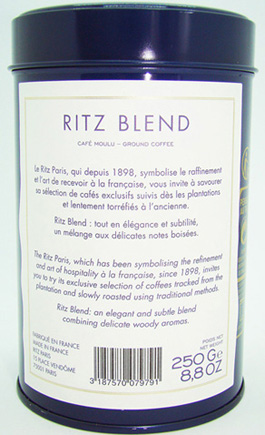 RITZ BLEND
CAFÉ MOULU – GROUND COFFEE
Le Ritz Paris, qui depuis 1898, symbolise le raffinement
et l'art de recevoir à la française, vous invite à savourer
sa sélection de cafés exclusifs suivis dès les plantations
et lentement torréfiés à l'ancienne.
Ritz Blend : tout en élégance et subtilité,
un mélange aux délicates notes boisées.
The Ritz Paris, which has been symbolising the refinement
and art of hospitality à la française, since 1898, invites
you to try its exclusive selection of coffees tracked from the
plantation and slowly roasted using traditional methods.
Ritz Blend: an elegant and subtle blend
combining delicate woody aromas.
FABRIQUÉ EN FRANCE
MADE IN FRANCE
RITZ PARIS
15 PLACE VENDÔME
75001 PARIS
3 187570 079791
POIDS NET
NET WEIGHT
250 Ge
8,8 OZ